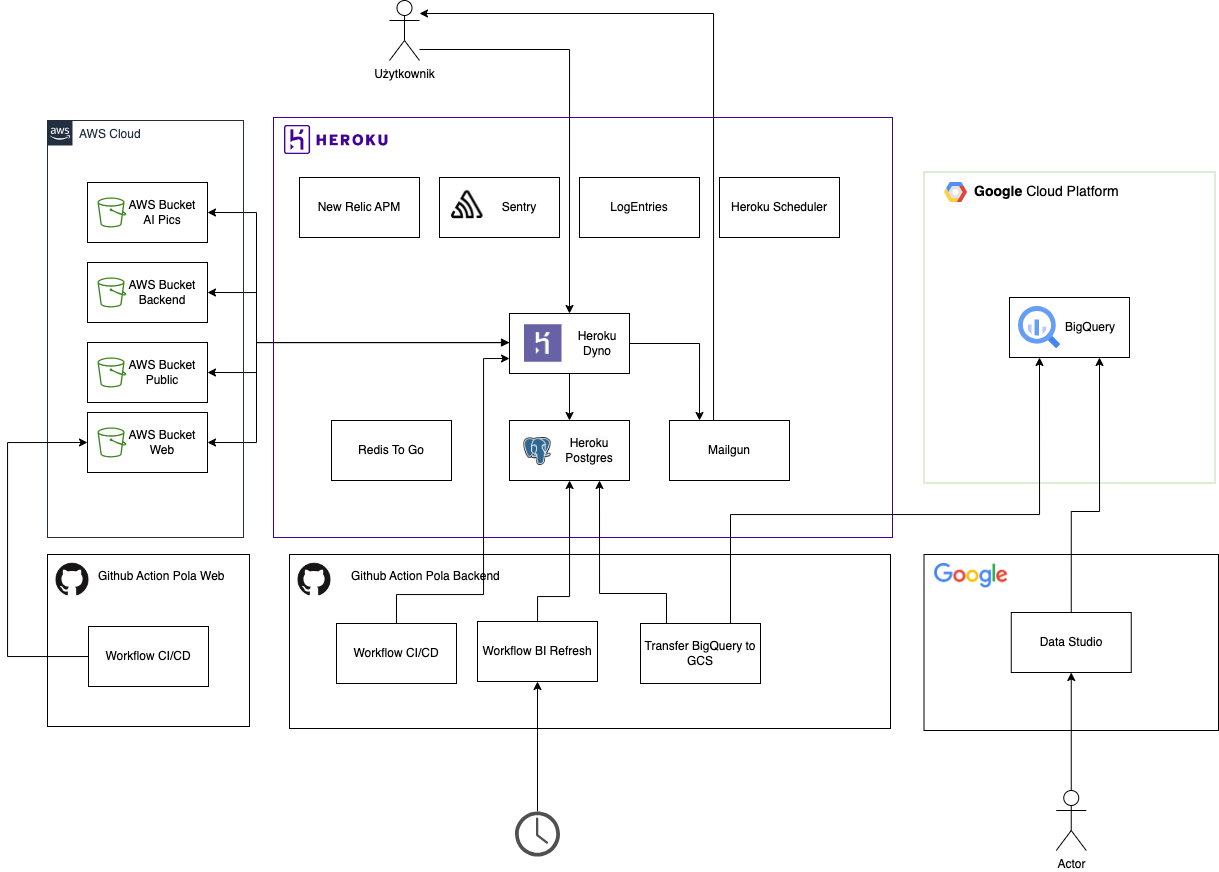 Użytkownik
aws
AWS Cloud
AWS Bucket
AI Pics
AWS Bucket
Backend
AWS Bucket
Public
AWS Bucket
Web
HEROKU
New Relic APM
Sentry
LogEntries
Heroku Scheduler
Heroku
Dyno
Redis To Go
Heroku
Postgres
Mailgun
Google Cloud Platform
BigQuery
Github Action Pola Web
Workflow CI/CD
Github Action Pola Backend
Workflow CI/CD
Workflow BI Refresh
Transfer BigQuery to
GCS
Google
Data Studio
Actor